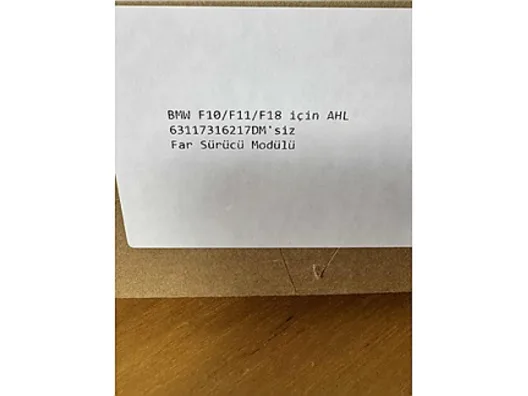 BMW F10/F11/F18 için AHL
63117316217DM'siz
Far Sürücü Modülü